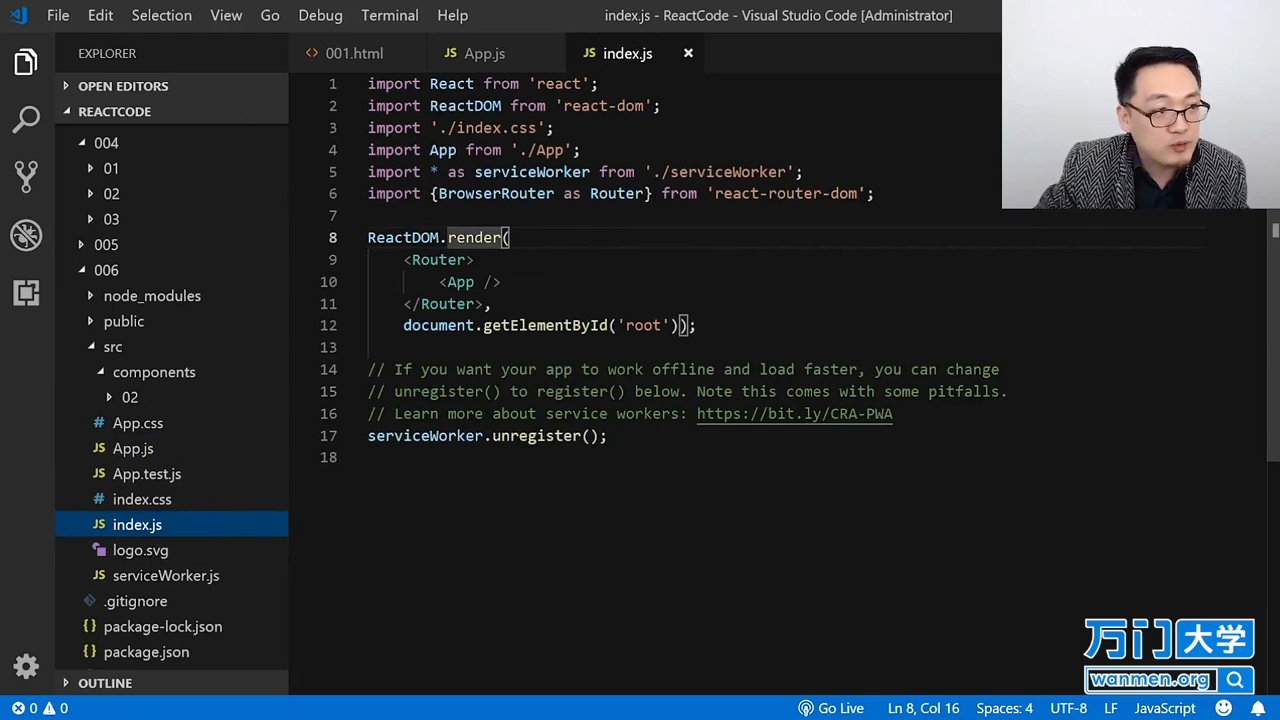 File Edit Selection View Go Debug Terminal Help index.js - ReactCode - Visual Studio Code [Administrator]
EXPLORER
OPEN EDITORS
REACTCODE
004
01
02
03
005
006
node_modules
public
src
components
02
App.css
App.js
App.test.js
index.css
index.js
logo.svg
serviceWorker.js
.gitignore
package-lock.json
package.json
OUTLINE
001.html App.js index.js
1 import React from 'react';
2 import ReactDOM from 'react-dom';
3 import './index.css';
4 import App from './App';
5 import * as serviceWorker from './serviceWorker';
6 import {BrowserRouter as Router} from 'react-router-dom';
7
8 ReactDOM.render(
9 <Router>
10 <App />
11 </Router>,
12 document.getElementById('root'));
13
14 // If you want your app to work offline and load faster, you can change
15 // unregister() to register() below. Note this comes with some pitfalls.
16 // Learn more about service workers: https://bit.ly/CRA-PWA
17 serviceWorker.unregister();
18
万门大学
wanmen.org
0 0 Go Live Ln 8, Col 16 Spaces: 4 UTF-8 LF JavaScript